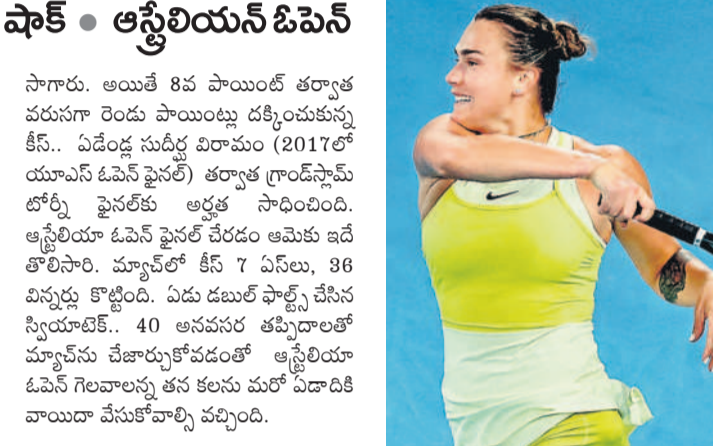 షాక్ ● ఆస్ట్రేలియన్ ఓపెన్
సాగారు. అయితే 8వ పాయింట్ తర్వాత
వరుసగా రెండు పాయింట్లు దక్కించుకున్న
కీస్.. ఏడేండ్ల సుదీర్ఘ విరామం (2017లో
యూఎస్ ఓపెన్ ఫైనల్) తర్వాత గ్రాండ్‌స్లామ్
టోర్నీ ఫైనల్‌కు అర్హత సాధించింది.
ఆస్ట్రేలియా ఓపెన్ ఫైనల్ చేరడం ఆమెకు ఇదే
తొలిసారి. మ్యాచ్‌లో కీస్ 7 ఏస్‌లు, 36
విన్నర్లు కొట్టింది. ఏడు డబుల్ ఫాల్ట్స్ చేసిన
స్వియాటెక్.. 40 అనవసర తప్పిదాలతో
మ్యాచ్‌ను చేజార్చుకోవడంతో ఆస్ట్రేలియా
ఓపెన్ గెలవాలన్న తన కలను మరో ఏడాదికి
వాయిదా వేసుకోవాల్సి వచ్చింది.